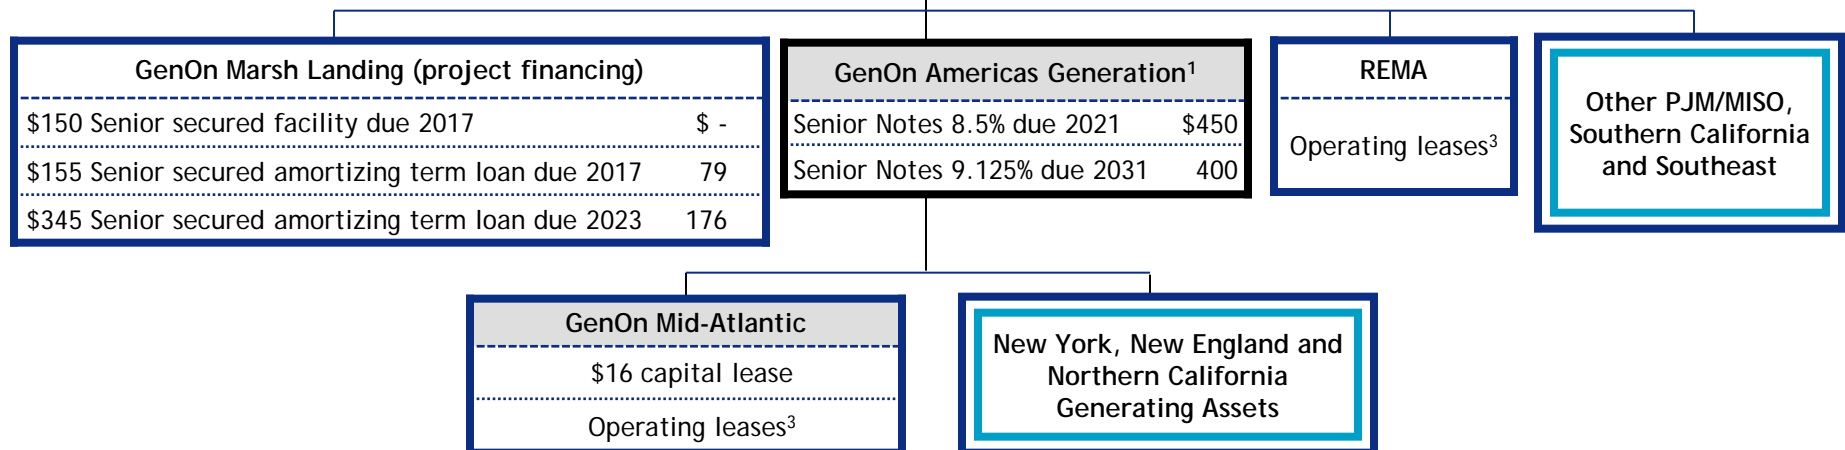 GenOn Marsh Landing (project financing)
$150 Senior secured facility due 2017 $ -
$155 Senior secured amortizing term loan due 2017 79
$345 Senior secured amortizing term loan due 2023 176
GenOn Americas Generation¹
Senior Notes 8.5% due 2021 $450
Senior Notes 9.125% due 2031 400
REMA
Operating leases³
Other PJM/MISO,
Southern California
and Southeast
GenOn Mid-Atlantic
$16 capital lease
Operating leases³
New York, New England and
Northern California
Generating Assets